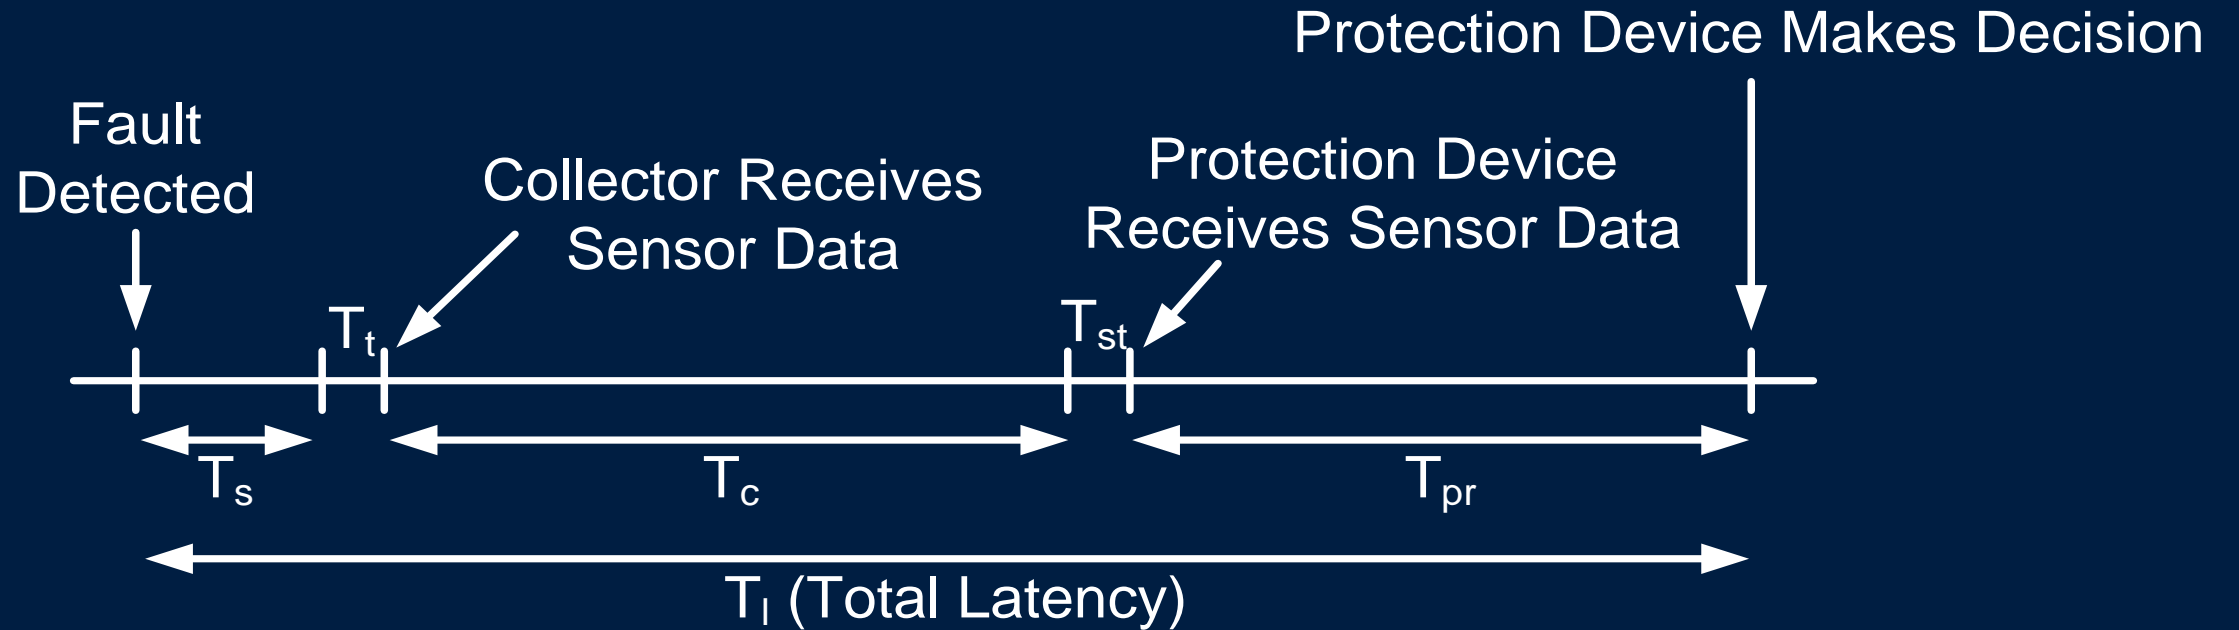 Protection Device Makes Decision
Fault
Detected
Collector Receives
Sensor Data
Protection Device
Receives Sensor Data
Tt
Tst
Ts
Tc
Tpr
Tl (Total Latency)